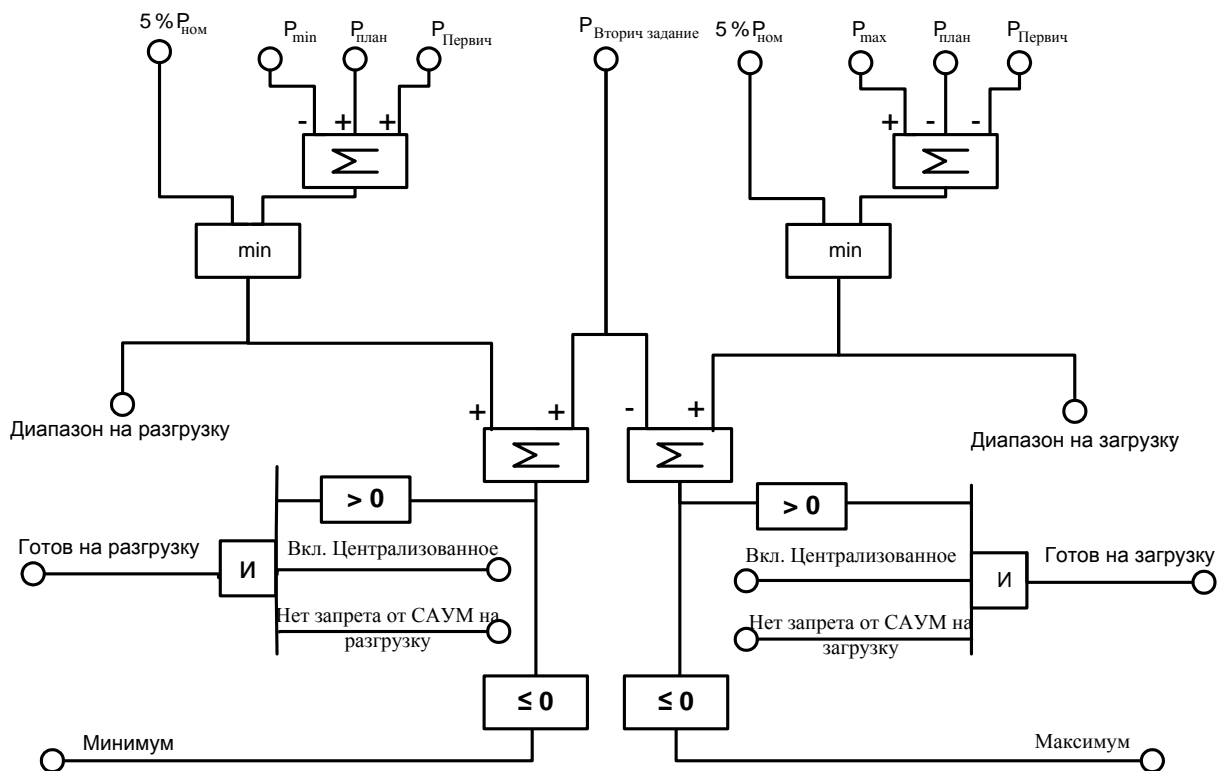 5 % Pном
Pmin
Pплан
PПервич
PВторич задание
5 % Pном
Pmax
Pплан
PПервич
- + +
+ - -
Σ
Σ
min
min
+ +
- +
Диапазон на разгрузку
Диапазон на загрузку
Σ
Σ
> 0
> 0
Готов на разгрузку
И
Вкл. Централизованное
Вкл. Централизованное
И
Готов на загрузку
Нет запрета от САУМ на
разгрузку
Нет запрета от САУМ на
загрузку
≤ 0
≤ 0
Минимум
Максимум